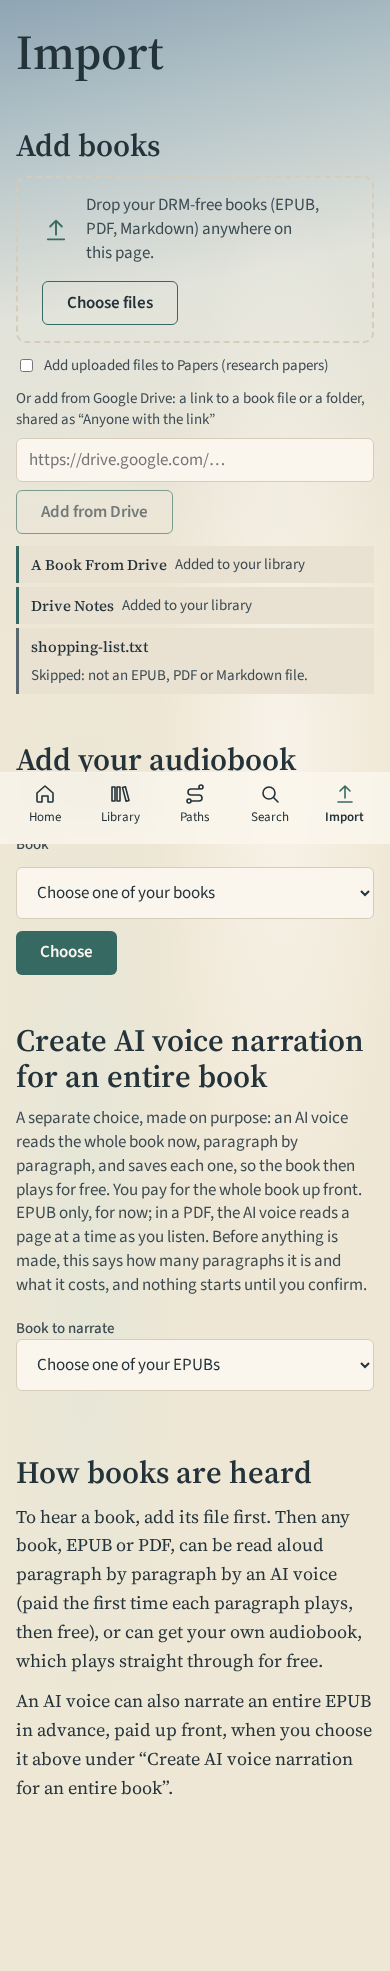 Import
Add books
Drop your DRM-free books (EPUB,
PDF, Markdown) anywhere on
this page.
Choose files
Add uploaded files to Papers (research papers)
Or add from Google Drive: a link to a book file or a folder,
shared as “Anyone with the link”
https://drive.google.com/…
Add from Drive
A Book From Drive Added to your library
Drive Notes Added to your library
shopping-list.txt
Skipped: not an EPUB, PDF or Markdown file.
Add your audiobook
Home Library Paths Search Import
Book
Choose one of your books
Choose
Create AI voice narration
for an entire book
A separate choice, made on purpose: an AI voice
reads the whole book now, paragraph by
paragraph, and saves each one, so the book then
plays for free. You pay for the whole book up front.
EPUB only, for now; in a PDF, the AI voice reads a
page at a time as you listen. Before anything is
made, this says how many paragraphs it is and
what it costs, and nothing starts until you confirm.
Book to narrate
Choose one of your EPUBs
How books are heard
To hear a book, add its file first. Then any
book, EPUB or PDF, can be read aloud
paragraph by paragraph by an AI voice
(paid the first time each paragraph plays,
then free), or can get your own audiobook,
which plays straight through for free.
An AI voice can also narrate an entire EPUB
in advance, paid up front, when you choose
it above under “Create AI voice narration
for an entire book”.